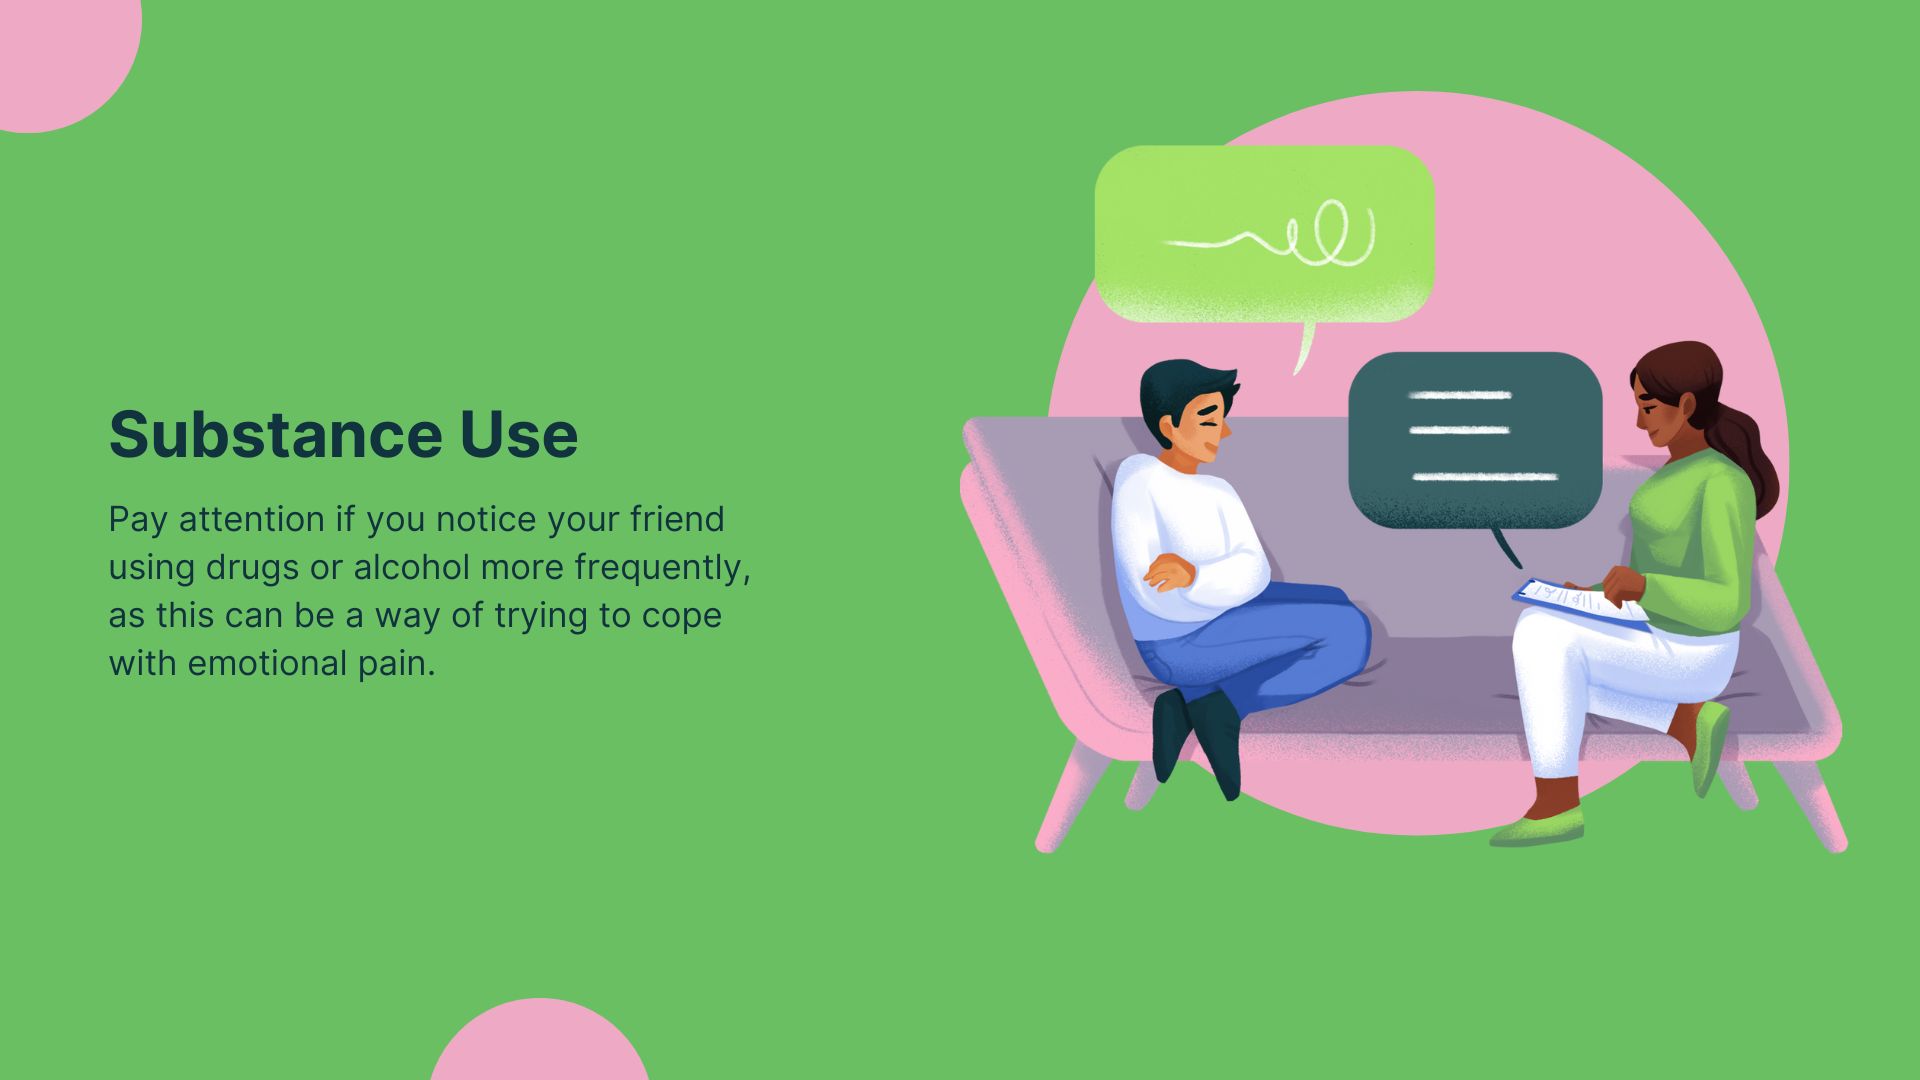 Substance Use
Pay attention if you notice your friend
using drugs or alcohol more frequently,
as this can be a way of trying to cope
with emotional pain.